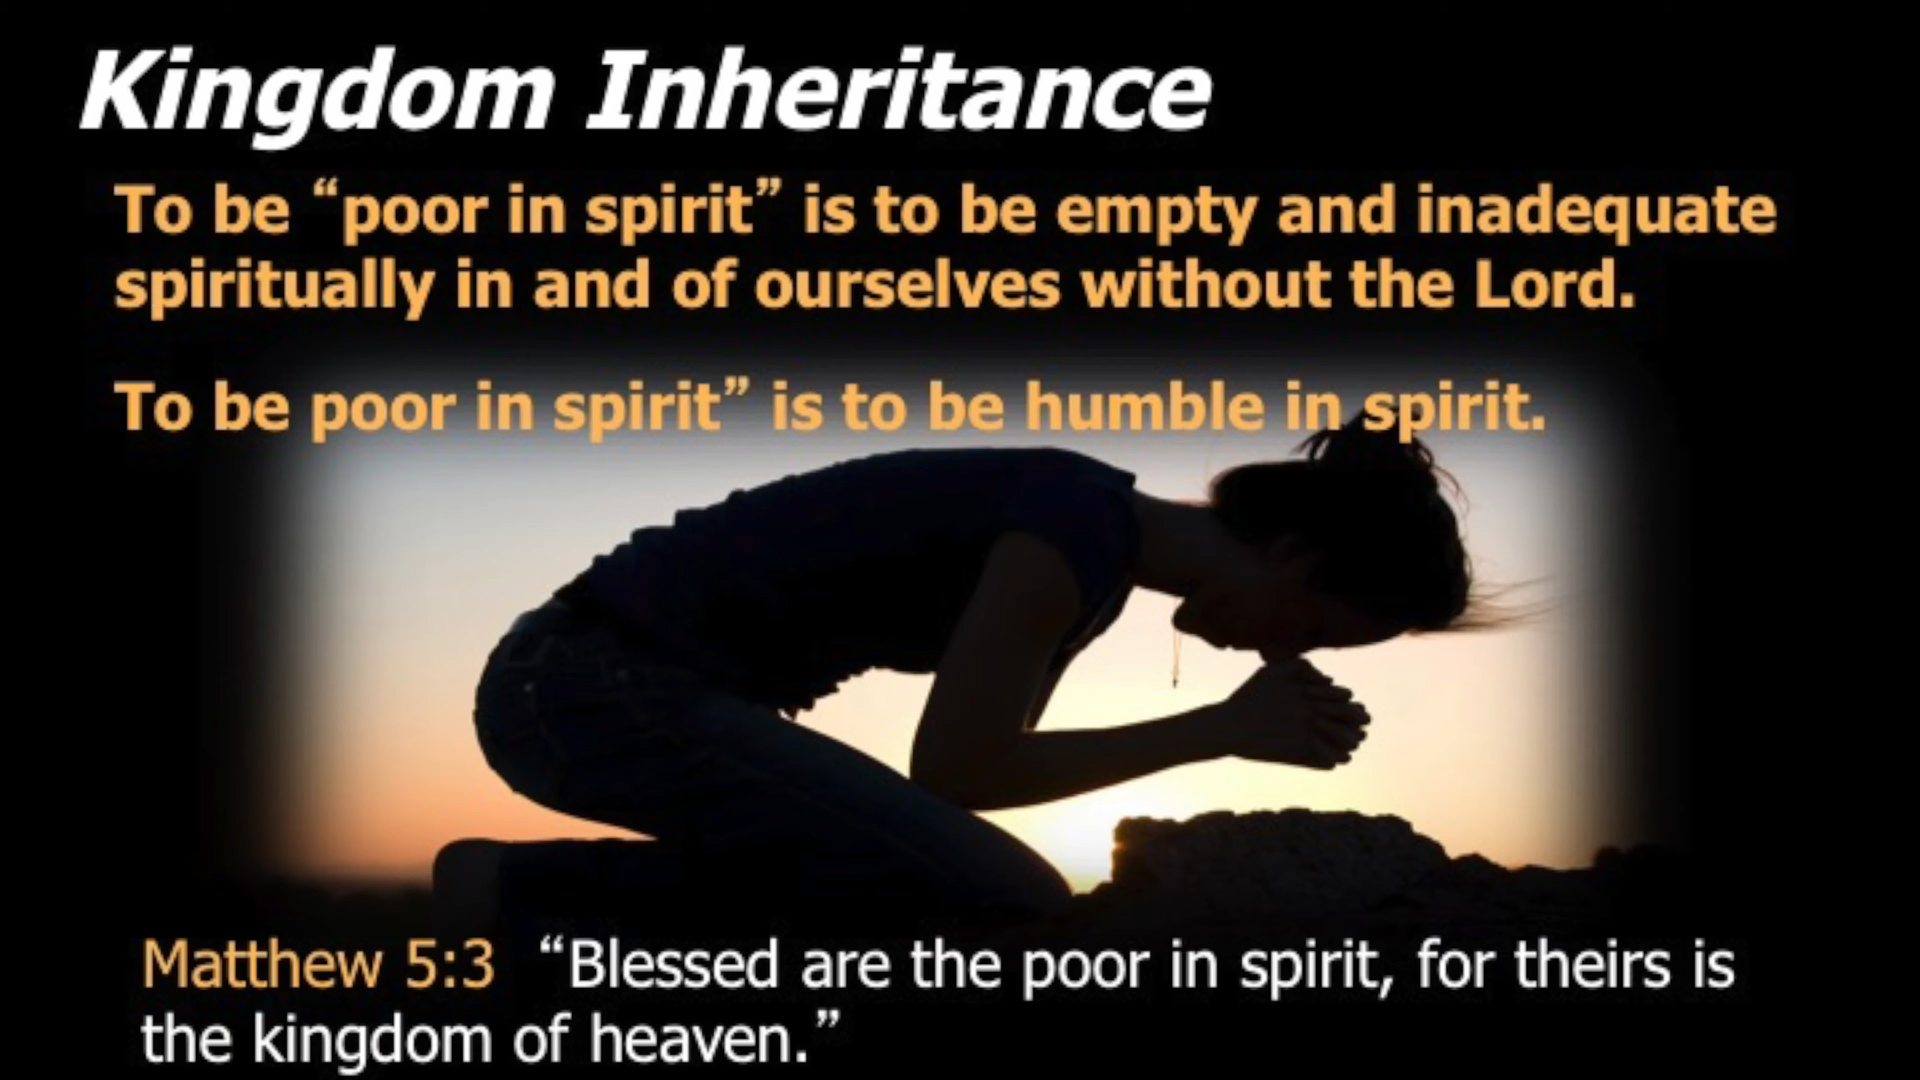 Kingdom Inheritance
To be “poor in spirit” is to be empty and inadequate
spiritually in and of ourselves without the Lord.
To be poor in spirit” is to be humble in spirit.
Matthew 5:3 “Blessed are the poor in spirit, for theirs is
the kingdom of heaven.”